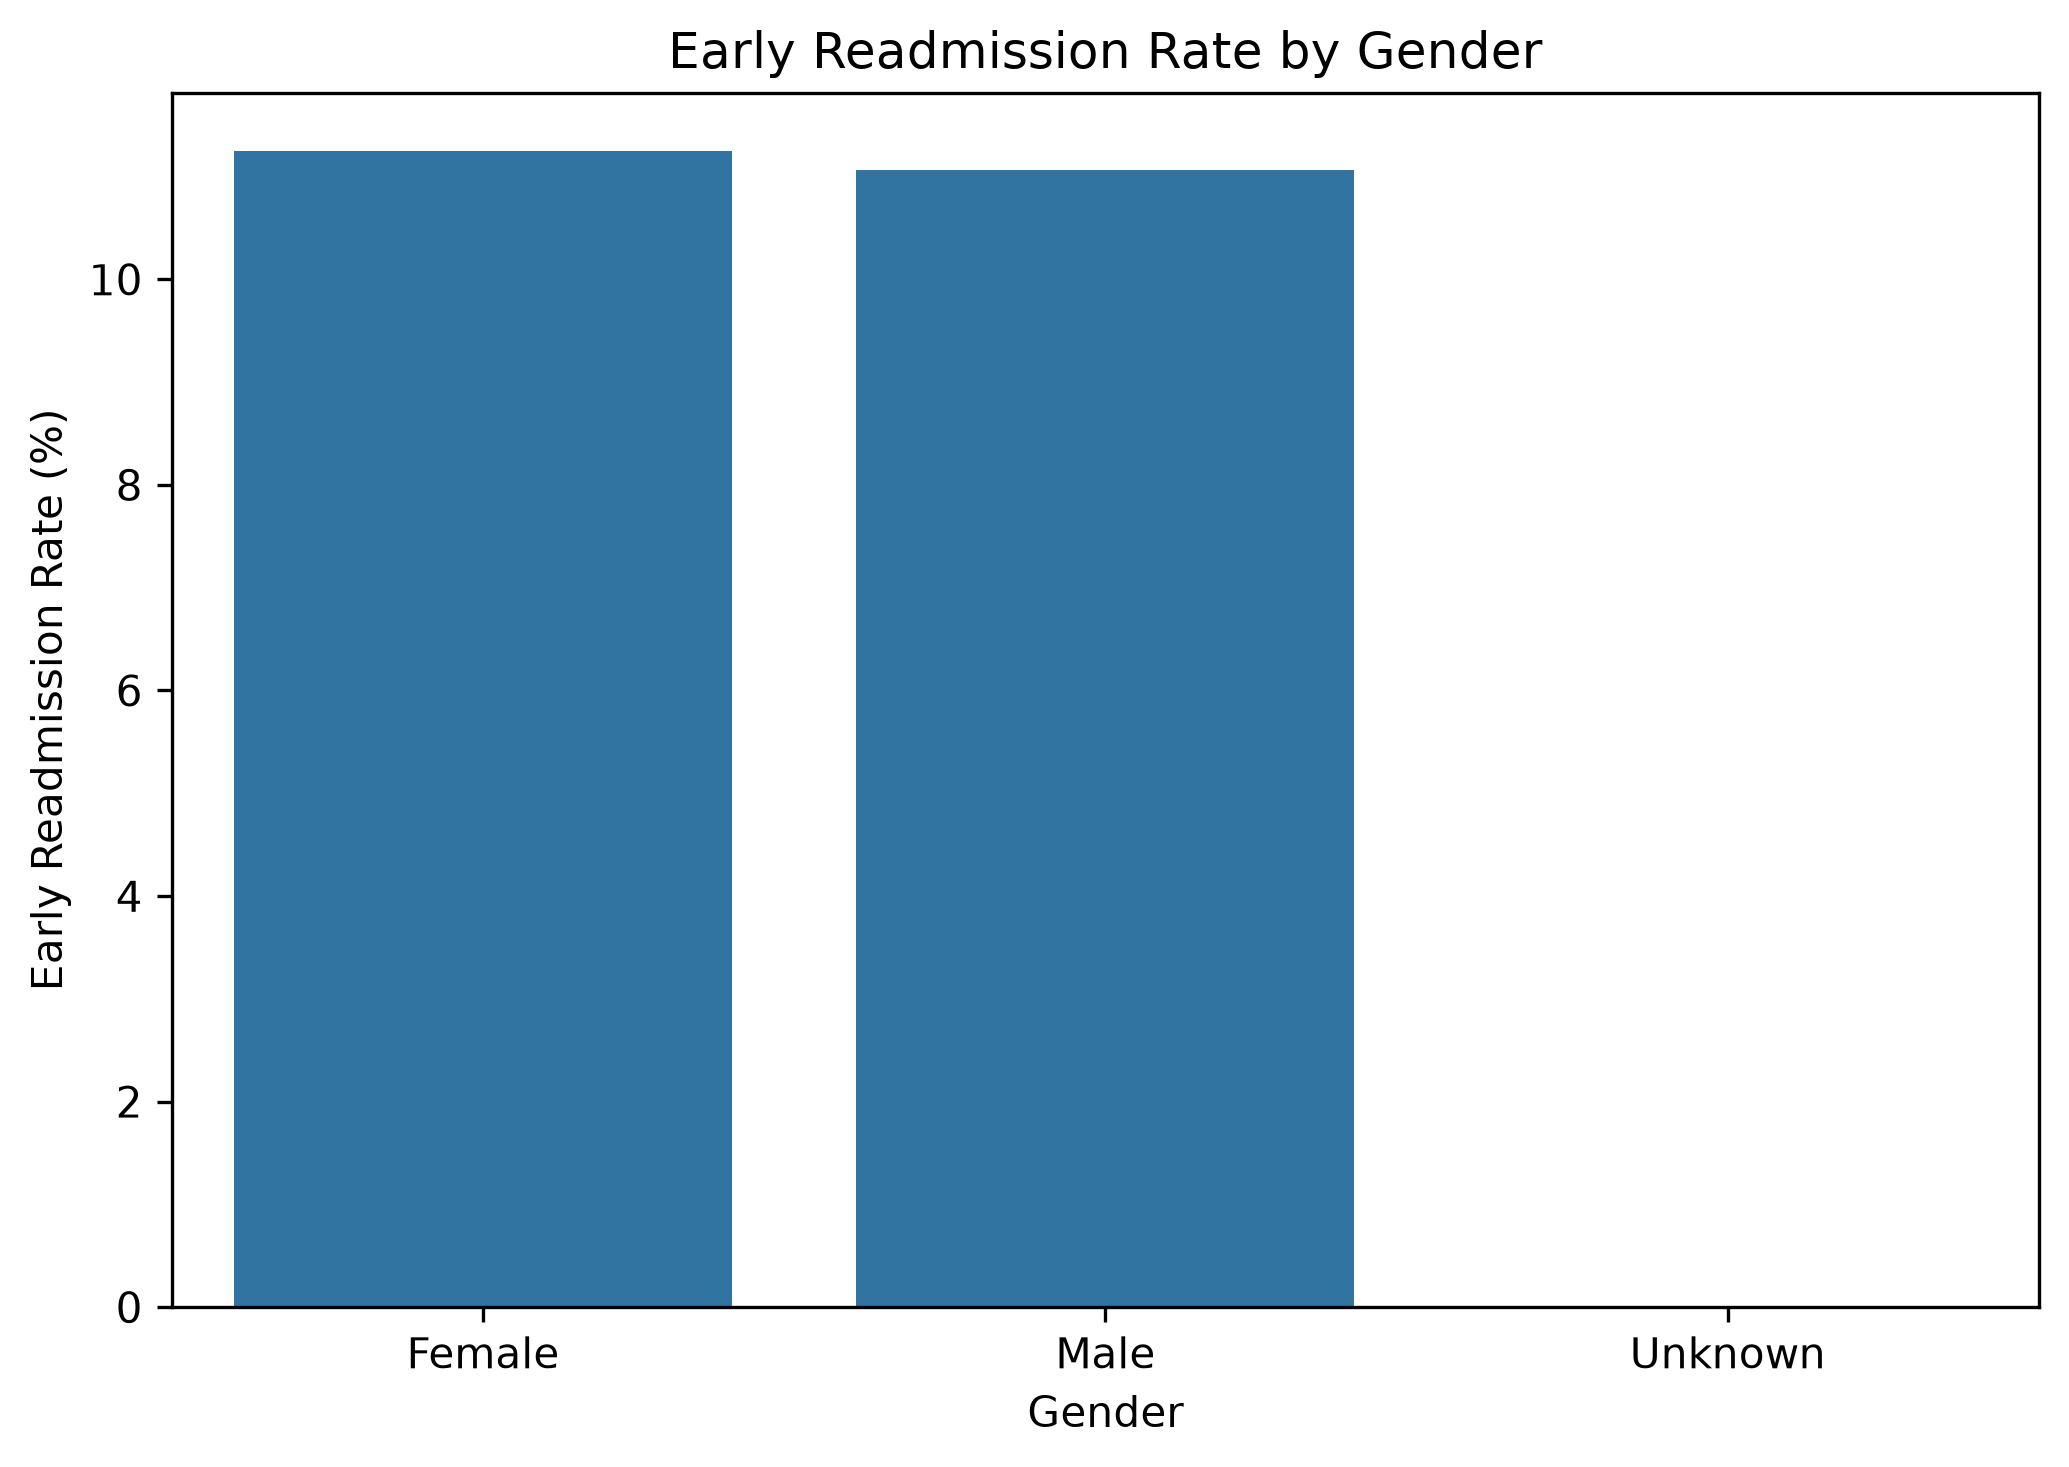 Early Readmission Rate by Gender
Early Readmission Rate (%)
10
8
6
4
2
0
Female Male Unknown
Gender